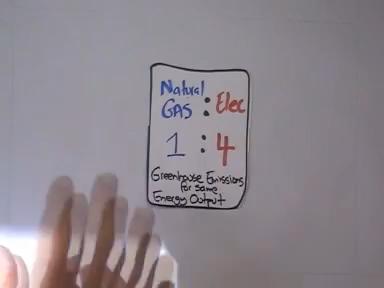 Natural
GAS : Elec
1 : 4
Greenhouse Emissions
for same
Energy Output